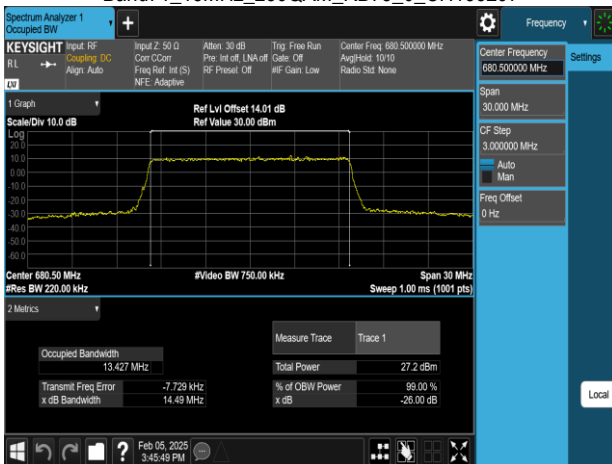 Spectrum Analyzer 1
Occupied BW
+
Frequency
KEYSIGHT
RL
LXI
Input: RF
Coupling: DC
Align: Auto
Input Z: 50 Ω
Corr CCorr
Freq Ref: Int (S)
NFE: Adaptive
Atten: 30 dB
Pre: Int off, LNA off
RF Presel: Off
Trig: Free Run
Gate: Off
#IF Gain: Low
Center Freq: 680.500000 MHz
Avg|Hold: 10/10
Radio Std: None
Center Frequency
680.500000 MHz
Settings
Span
30.000 MHz
CF Step
3.000000 MHz
Auto
Man
Freq Offset
0 Hz
1 Graph
Scale/Div 10.0 dB
Ref Lvl Offset 14.01 dB
Ref Value 30.00 dBm
Log
20.0
10.0
0.00
-10.0
-20.0
-30.0
-40.0
-50.0
-60.0
Center 680.50 MHz
#Video BW 750.00 kHz
Span 30 MHz
#Res BW 220.00 kHz
Sweep 1.00 ms (1001 pts)
2 Metrics
Measure Trace
Trace 1
Occupied Bandwidth
13.427 MHz
Total Power
27.2 dBm
Transmit Freq Error
-7.729 kHz
% of OBW Power
99.00 %
x dB Bandwidth
14.49 MHz
x dB
-26.00 dB
Local
?
Feb 05, 2025
3:45:49 PM